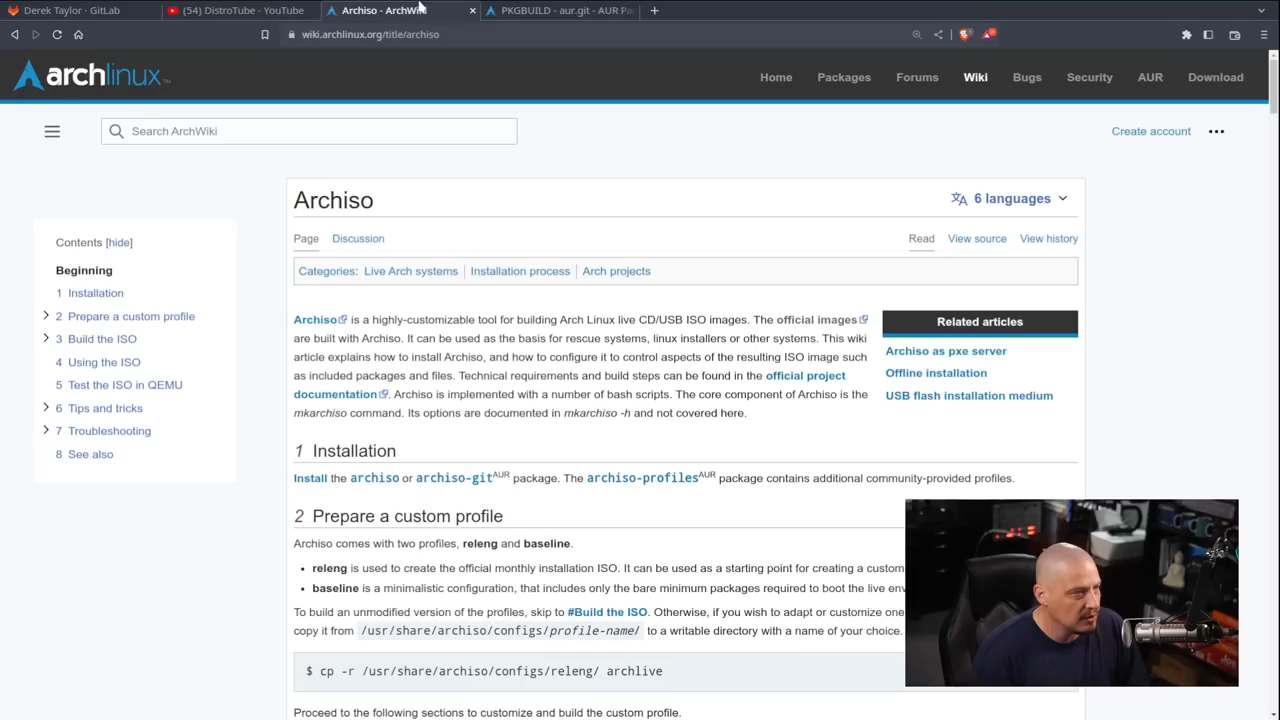 Derek Taylor · GitLab
(54) DistroTube - YouTube
Archiso - ArchWiki
PKGBUILD - aur.git - AUR Pa
wiki.archlinux.org/title/archiso
archlinux
Home
Packages
Forums
Wiki
Bugs
Security
AUR
Download
Search ArchWiki
Create account
Contents [hide]
Beginning
1 Installation
2 Prepare a custom profile
3 Build the ISO
4 Using the ISO
5 Test the ISO in QEMU
6 Tips and tricks
7 Troubleshooting
8 See also
Archiso
6 languages
Page
Discussion
Read
View source
View history
Categories: Live Arch systems | Installation process | Arch projects
Archiso is a highly-customizable tool for building Arch Linux live CD/USB ISO images. The official images
are built with Archiso. It can be used as the basis for rescue systems, linux installers or other systems. This wiki
article explains how to install Archiso, and how to configure it to control aspects of the resulting ISO image such
as included packages and files. Technical requirements and build steps can be found in the official project
documentation. Archiso is implemented with a number of bash scripts. The core component of Archiso is the
mkarchiso command. Its options are documented in mkarchiso -h and not covered here.
Related articles
Archiso as pxe server
Offline installation
USB flash installation medium
1 Installation
Install the archiso or archiso-gitAUR package. The archiso-profilesAUR package contains additional community-provided profiles.
2 Prepare a custom profile
Archiso comes with two profiles, releng and baseline.
• releng is used to create the official monthly installation ISO. It can be used as a starting point for creating a custom
• baseline is a minimalistic configuration, that includes only the bare minimum packages required to boot the live
To build an unmodified version of the profiles, skip to #Build the ISO. Otherwise, if you wish to adapt or customize one
copy it from /usr/share/archiso/configs/profile-name/ to a writable directory with a name of your choice.
$ cp -r /usr/share/archiso/configs/releng/ archlive
Proceed to the following sections to customize and build the custom profile.